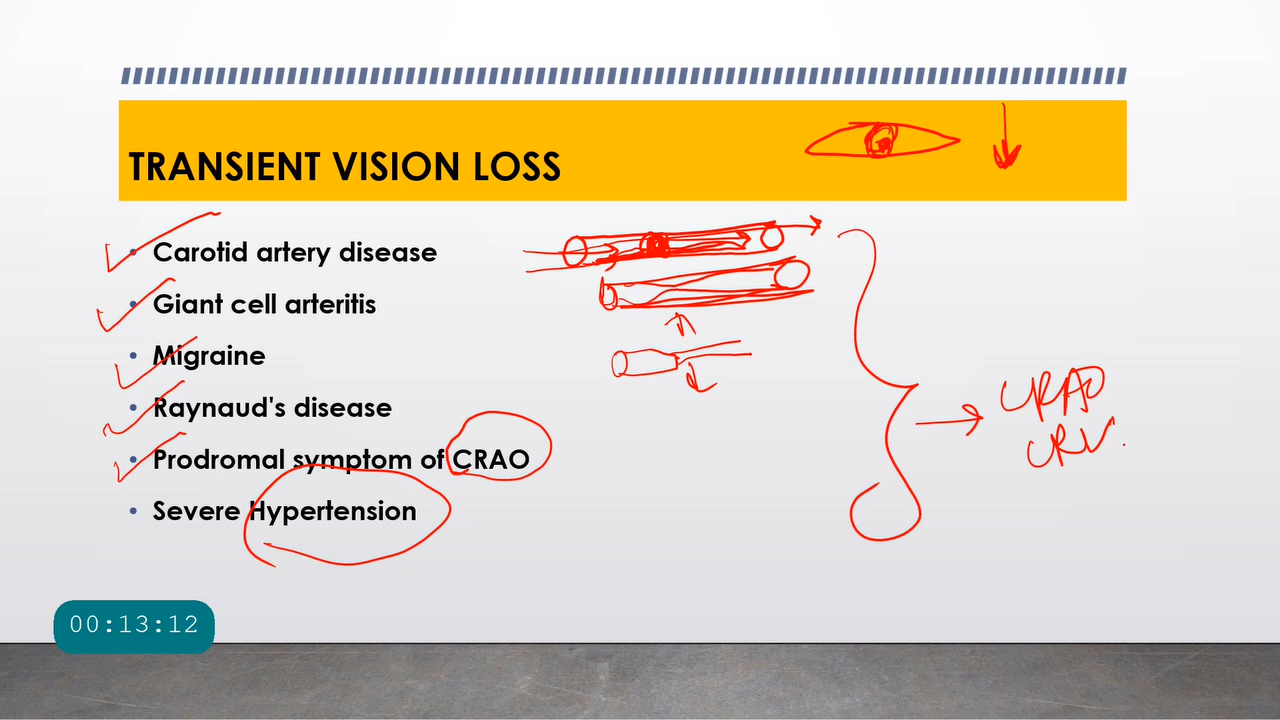 TRANSIENT VISION LOSS
• Carotid artery disease
• Giant cell arteritis
• Migraine
• Raynaud's disease
• Prodromal symptom of CRAO
• Severe Hypertension
CRAO
CRV
00:13:12